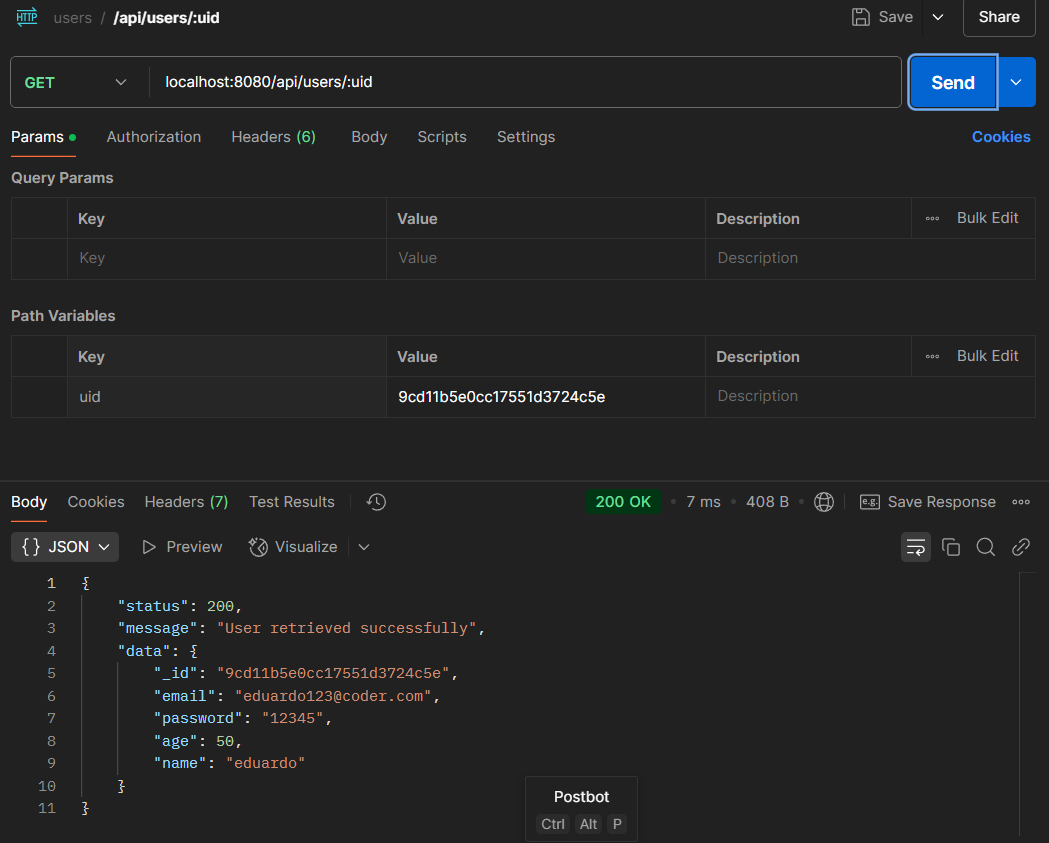 HTTP users / /api/users/:uid Save Share
GET localhost:8080/api/users/:uid Send
Params Authorization Headers (6) Body Scripts Settings Cookies
Query Params
Key Value Description Bulk Edit
Key Value Description
Path Variables
Key Value Description Bulk Edit
uid 9cd11b5e0cc17551d3724c5e Description
Body Cookies Headers (7) Test Results 200 OK 7 ms 408 B e.g. Save Response
{} JSON Preview Visualize
1 {
2 "status": 200,
3 "message": "User retrieved successfully",
4 "data": {
5 "_id": "9cd11b5e0cc17551d3724c5e",
6 "email": "eduardo123@coder.com",
7 "password": "12345",
8 "age": 50,
9 "name": "eduardo"
10 }
11 }
Postbot
Ctrl Alt P